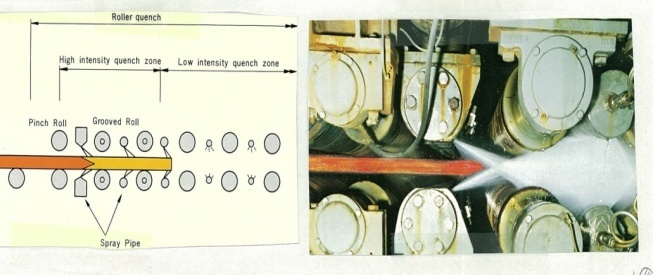 Roller quench
High intensity quench zone
Low intensity quench zone
Pinch Roll
Grooved Roll
Spray Pipe